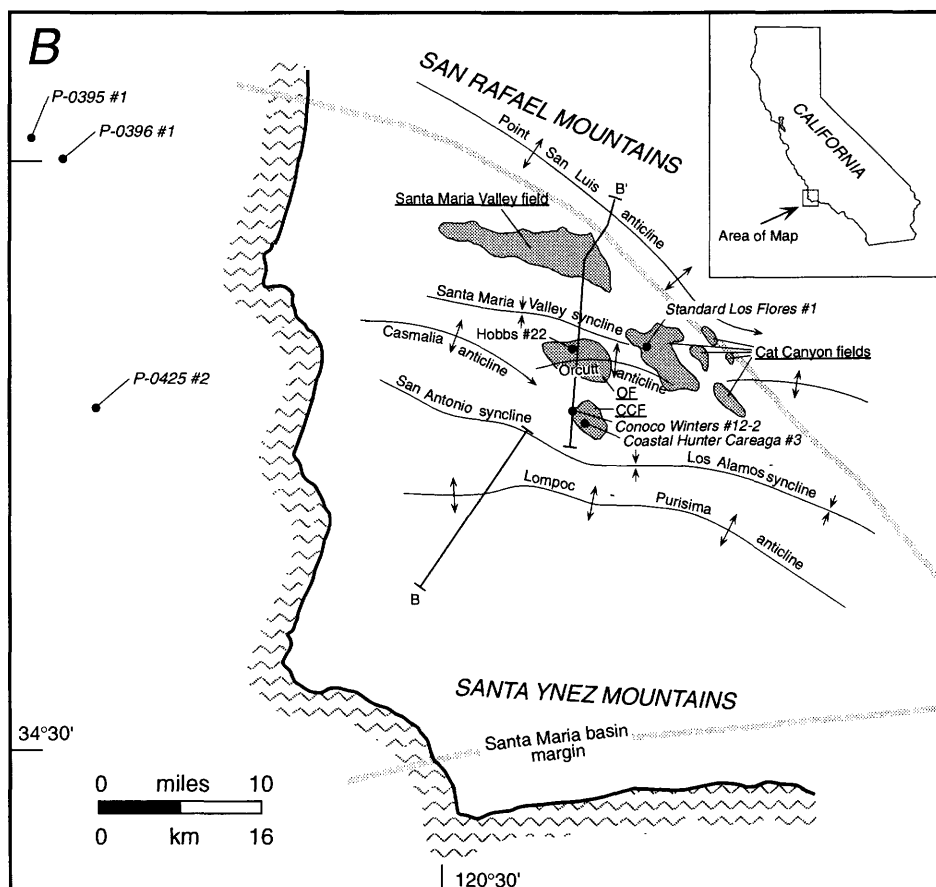 B
P-0395 #1
P-0396 #1
SAN RAFAEL MOUNTAINS
Point San Luis anticline
B'
CALIFORNIA
Area of Map
Santa Maria Valley field
Santa Maria Valley syncline
Standard Los Flores #1
Hobbs #22
Casmalia anticline
Cat Canyon fields
Orcutt anticline
OF
CCF
P-0425 #2
San Antonio syncline
Conoco Winters #12-2
Coastal Hunter Careaga #3
Los Alamos syncline
Lompoc Purisima anticline
B
SANTA YNEZ MOUNTAINS
34°30'
Santa Maria basin
margin
0 miles 10
0 km 16
120°30'